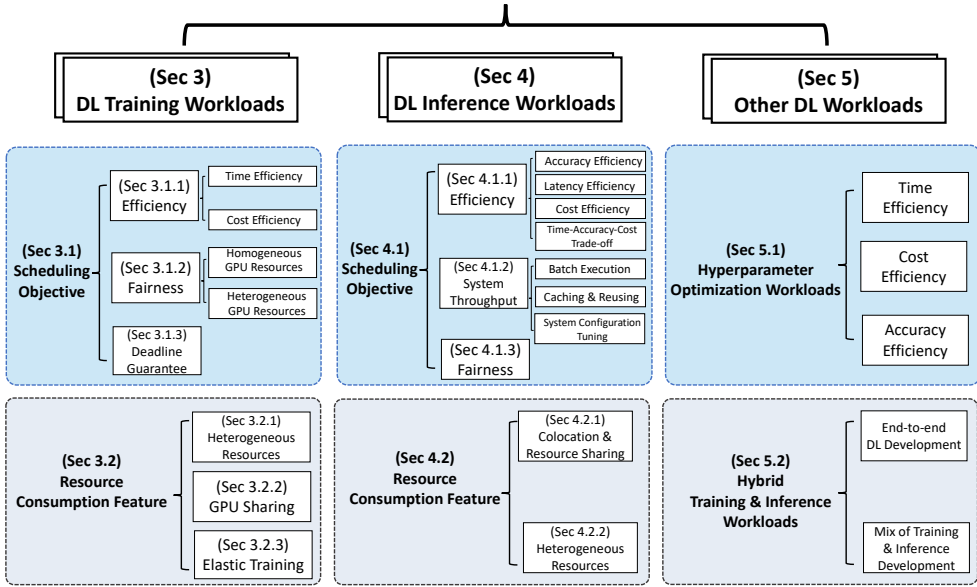 (Sec 3)
DL Training Workloads
(Sec 4)
DL Inference Workloads
(Sec 5)
Other DL Workloads
(Sec 3.1)
Scheduling
Objective
(Sec 3.1.1)
Efficiency
Time Efficiency
Cost Efficiency
(Sec 3.1.2)
Fairness
Homogeneous
GPU Resources
Heterogeneous
GPU Resources
(Sec 3.1.3)
Deadline
Guarantee
(Sec 4.1)
Scheduling
Objective
(Sec 4.1.1)
Efficiency
Accuracy Efficiency
Latency Efficiency
Cost Efficiency
Time-Accuracy-Cost
Trade-off
(Sec 4.1.2)
System
Throughput
Batch Execution
Caching & Reusing
System Configuration
Tuning
(Sec 4.1.3)
Fairness
(Sec 5.1)
Hyperparameter
Optimization Workloads
Time
Efficiency
Cost
Efficiency
Accuracy
Efficiency
(Sec 3.2)
Resource
Consumption Feature
(Sec 3.2.1)
Heterogeneous
Resources
(Sec 3.2.2)
GPU Sharing
(Sec 3.2.3)
Elastic Training
(Sec 4.2)
Resource
Consumption Feature
(Sec 4.2.1)
Colocation &
Resource Sharing
(Sec 4.2.2)
Heterogeneous
Resources
(Sec 5.2)
Hybrid
Training & Inference
Workloads
End-to-end
DL Development
Mix of Training
& Inference
Development